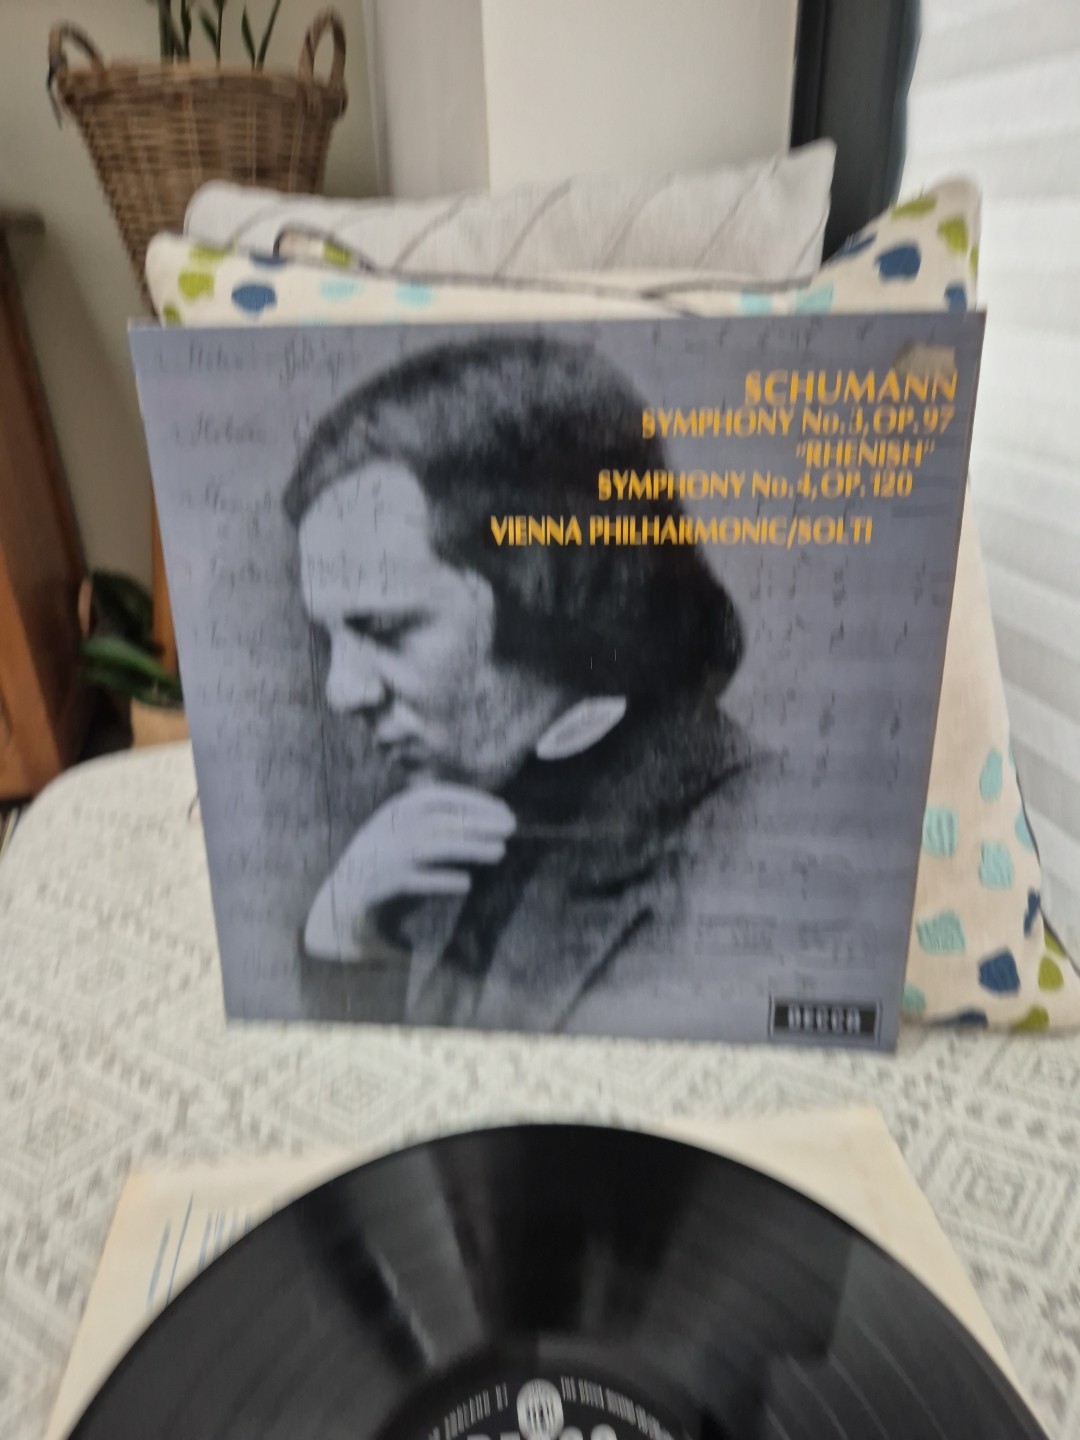 SCHUMANN
SYMPHONY No. 3, OP. 97
"RHENISH"
SYMPHONY No. 4, OP. 120
VIENNA PHILHARMONIC/SOLTI
DECCA